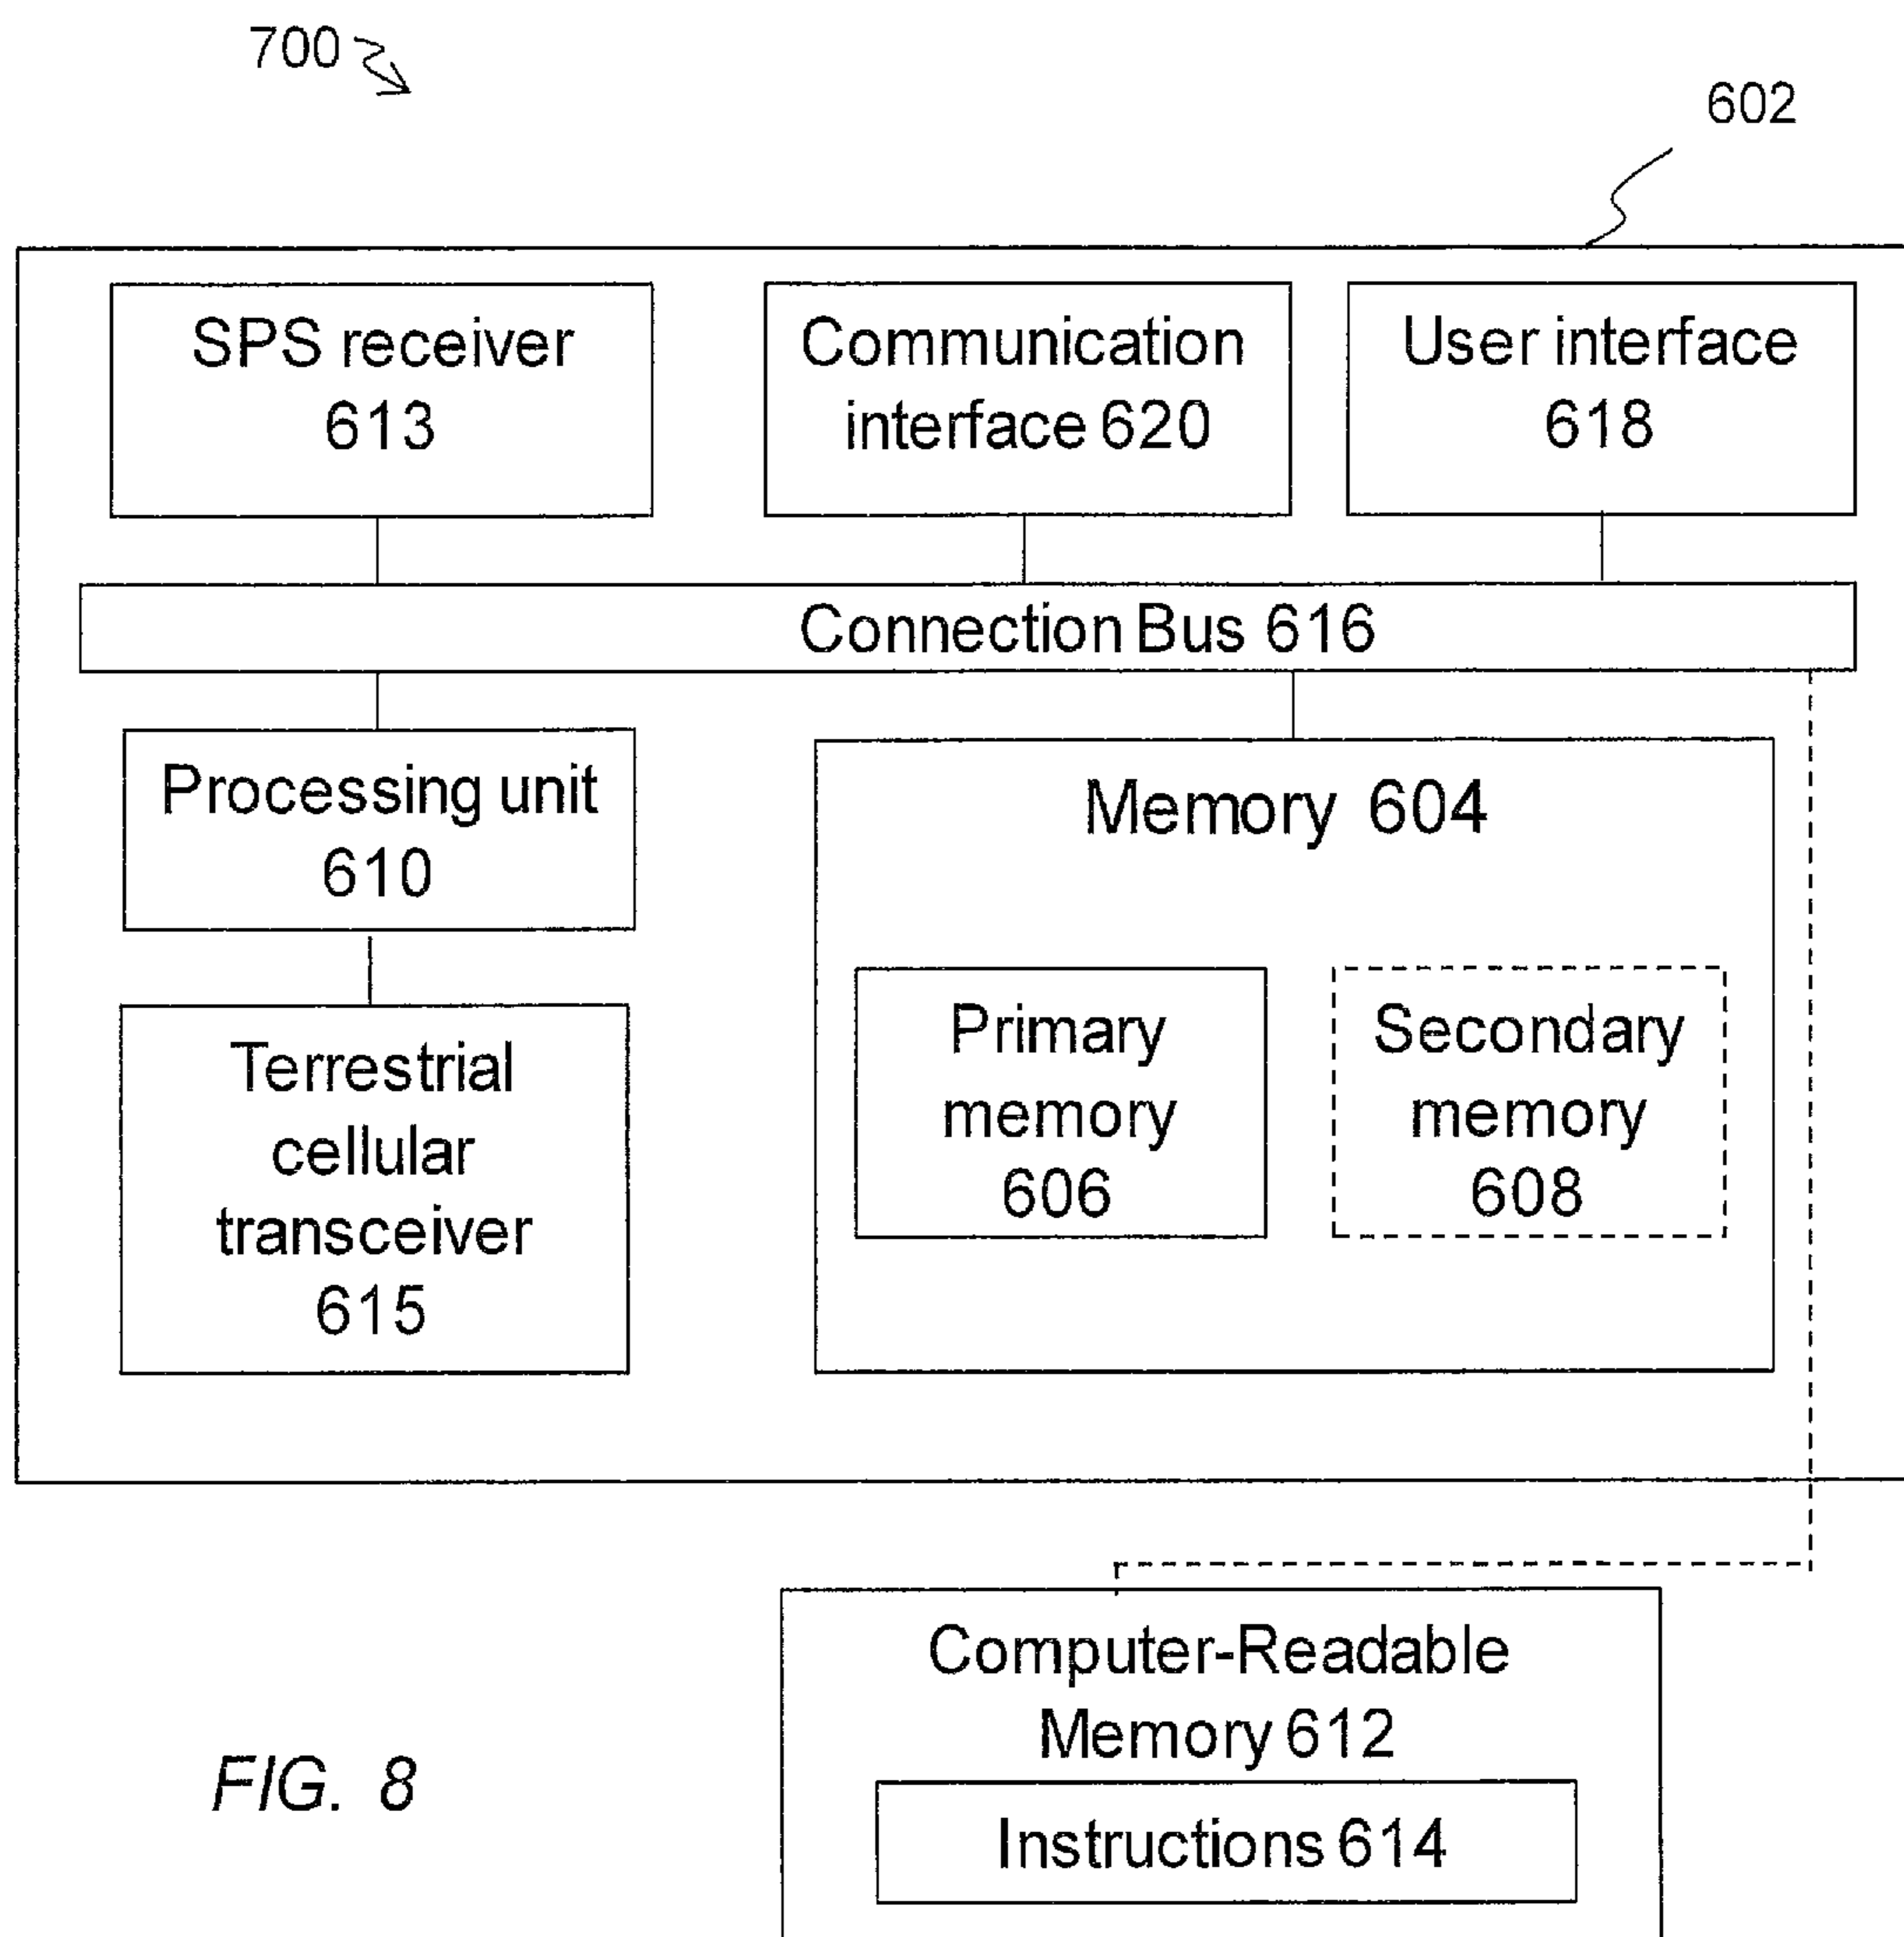 700
602
SPS receiver
613
Communication
interface 620
User interface
618
Connection Bus 616
Processing unit
610
Memory 604
Terrestrial
cellular
transceiver
615
Primary
memory
606
Secondary
memory
608
Computer-Readable
Memory 612
Instructions 614
FIG. 8